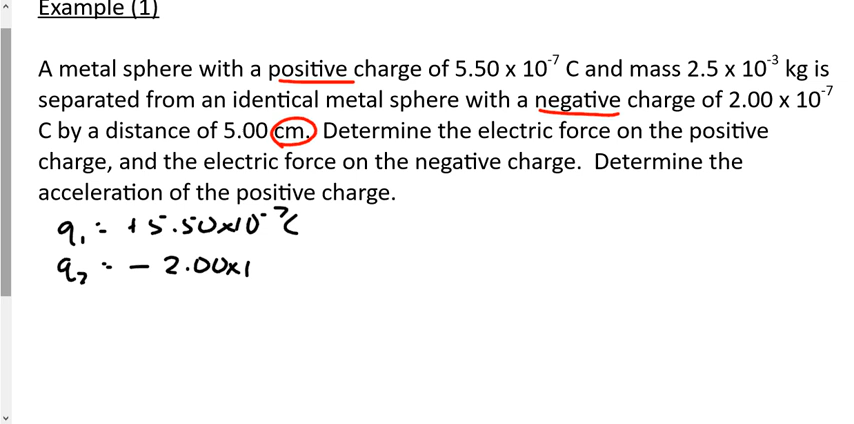 Example (1)
A metal sphere with a positive charge of 5.50 x 10⁻⁷ C and mass 2.5 x 10⁻³ kg is
separated from an identical metal sphere with a negative charge of 2.00 x 10⁻⁷
C by a distance of 5.00 cm. Determine the electric force on the positive
charge, and the electric force on the negative charge. Determine the
acceleration of the positive charge.
q₁ = +5.50x10⁻⁷C
q₂ = - 2.00x1